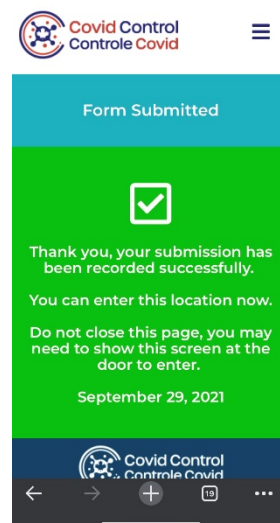 Covid Control
Controle Covid
Form Submitted
Thank you, your submission has
been recorded successfully.
You can enter this location now.
Do not close this page, you may
need to show this screen at the
door to enter.
September 29, 2021
Covid Control
Controle Covid
19